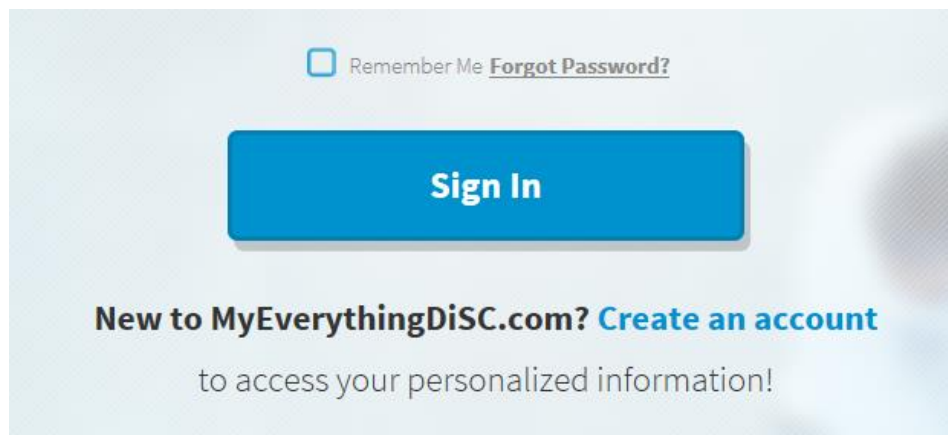 Remember Me Forgot Password?
Sign In
New to MyEverythingDiSC.com? Create an account
to access your personalized information!